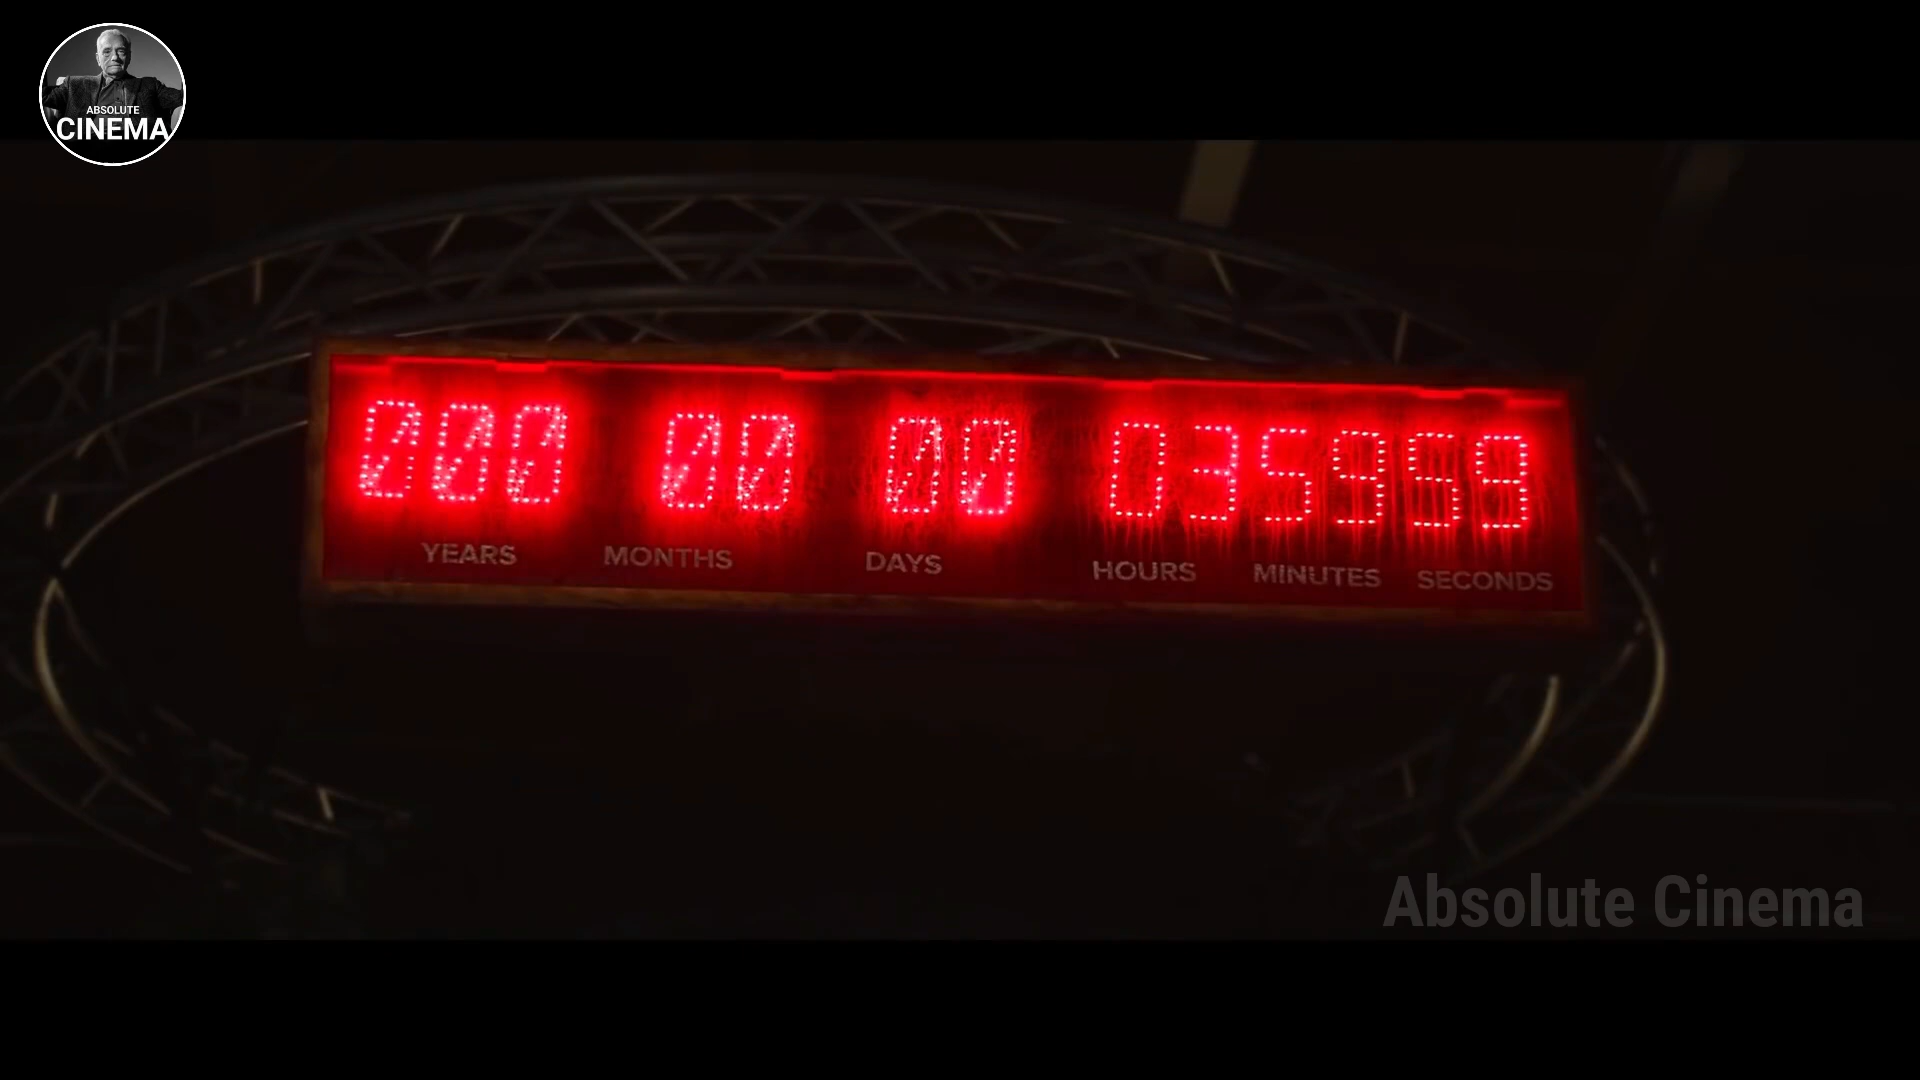 ABSOLUTE
CINEMA
000 00 00 035959
YEARS MONTHS DAYS HOURS MINUTES SECONDS
Absolute Cinema